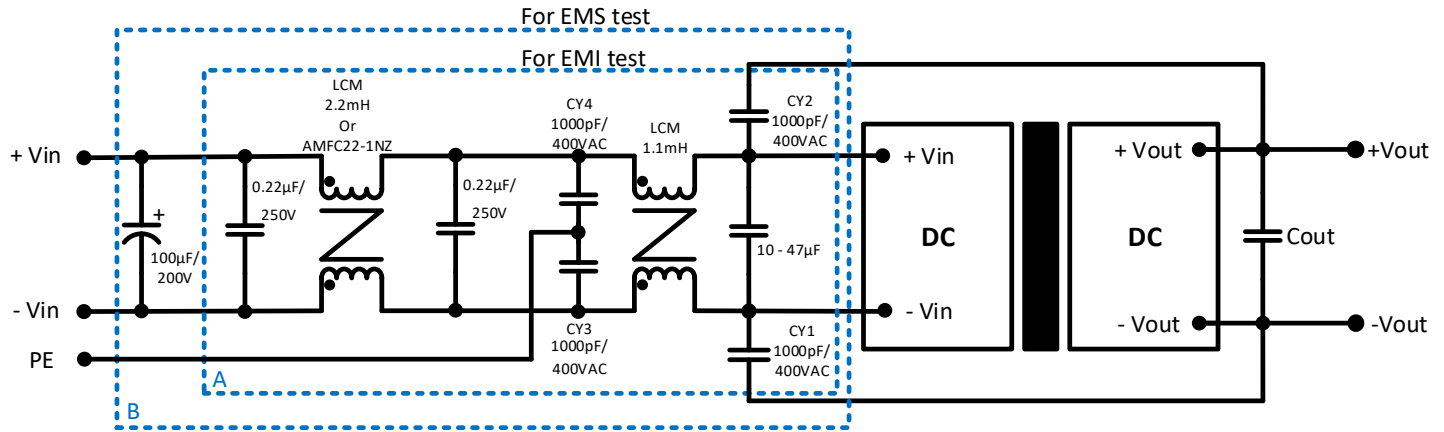 For EMS test
For EMI test
LCM
2.2mH
Or
AMFC22-1NZ
CY4
1000pF/
400VAC
LCM
1.1mH
CY2
1000pF/
400VAC
+ Vin
0.22μF/
250V
0.22μF/
250V
+
100μF/
200V
10 - 47μF
+ Vin
DC
- Vin
+ Vout
DC
- Vout
+Vout
Cout
-Vout
- Vin
PE
CY3
1000pF/
400VAC
CY1
1000pF/
400VAC
A
B